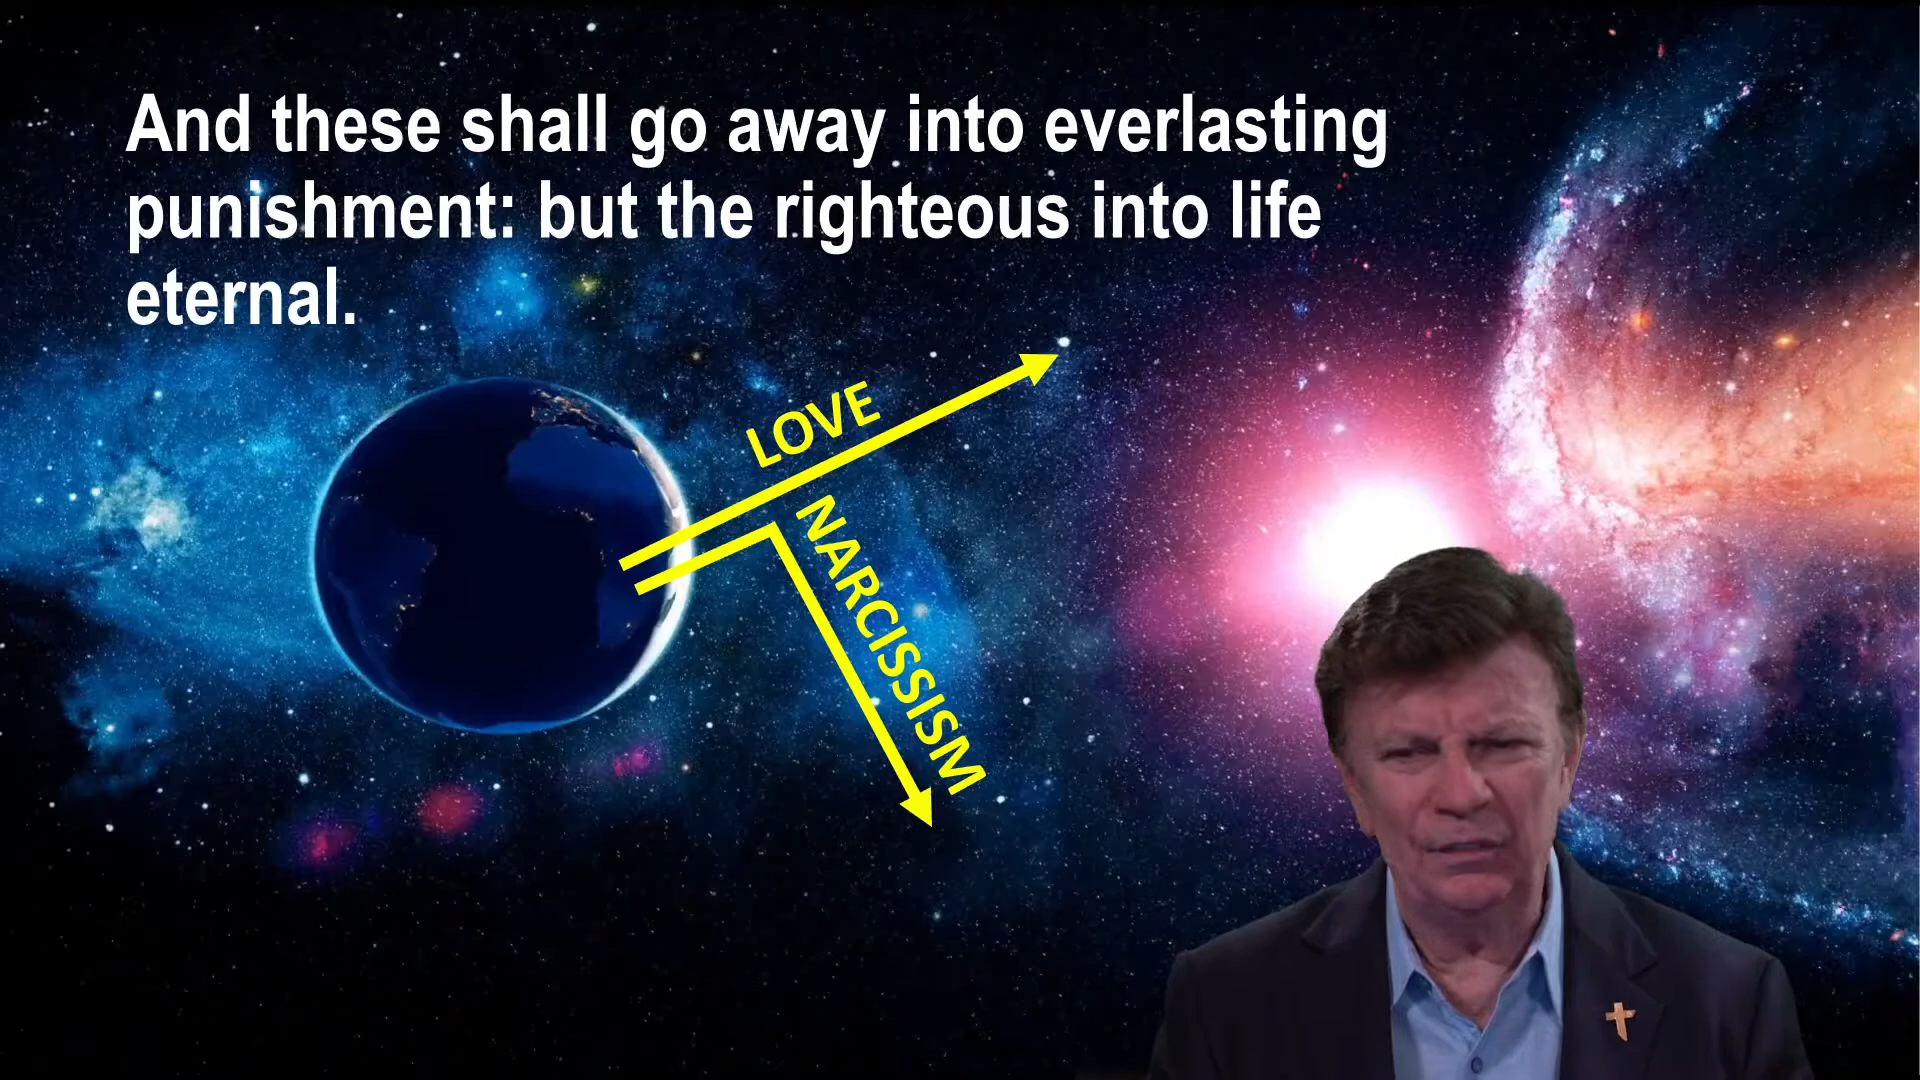 And these shall go away into everlasting
punishment: but the righteous into life
eternal.
LOVE
NARCISSISM